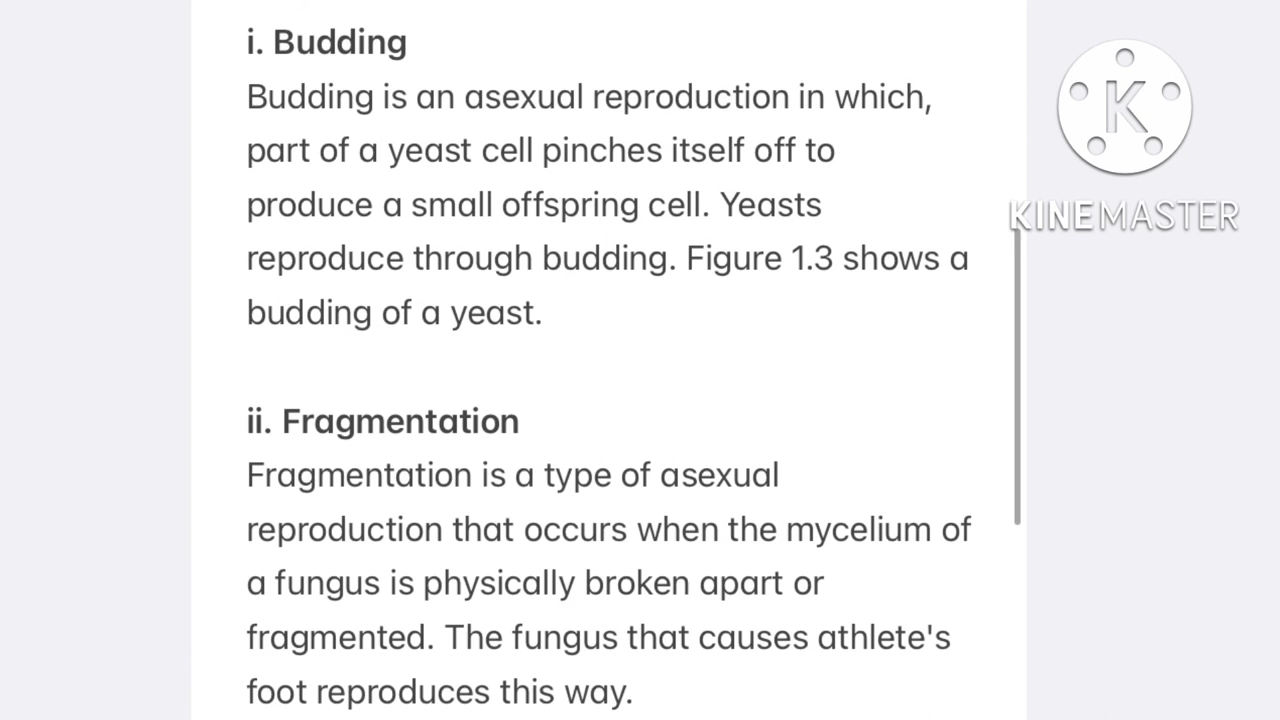 i. Budding
Budding is an asexual reproduction in which,
part of a yeast cell pinches itself off to
produce a small offspring cell. Yeasts
reproduce through budding. Figure 1.3 shows a
budding of a yeast.
ii. Fragmentation
Fragmentation is a type of asexual
reproduction that occurs when the mycelium of
a fungus is physically broken apart or
fragmented. The fungus that causes athlete's
foot reproduces this way.
K
KINEMASTER